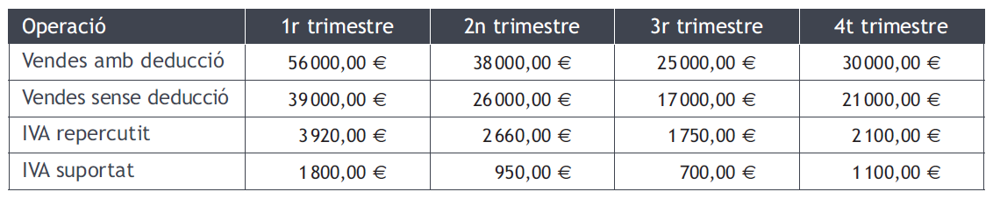 Operació 1r trimestre 2n trimestre 3r trimestre 4t trimestre
Vendes amb deducció 56 000,00 € 38 000,00 € 25 000,00 € 30 000,00 €
Vendes sense deducció 39 000,00 € 26 000,00 € 17 000,00 € 21 000,00 €
IVA repercutit 3 920,00 € 2 660,00 € 1 750,00 € 2 100,00 €
IVA suportat 1 800,00 € 950,00 € 700,00 € 1 100,00 €